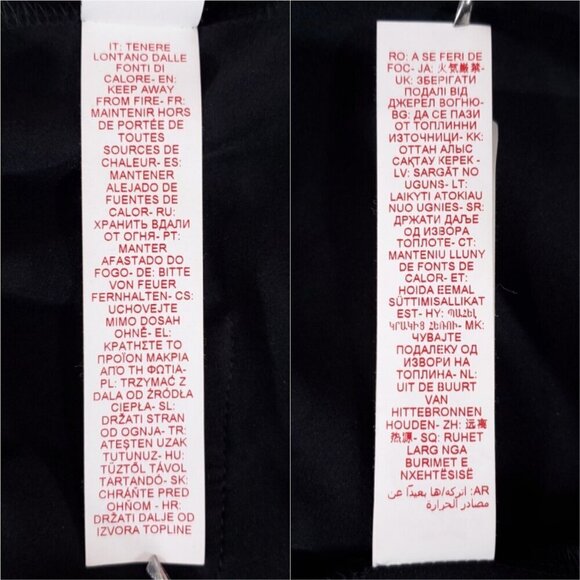 IT: TENERE
LONTANO DALLE
FONTI DI
CALORE- EN:
KEEP AWAY
FROM FIRE- FR:
MAINTENIR HORS
DE PORTÉE DE
TOUTES
SOURCES DE
CHALEUR- ES:
MANTENER
ALEJADO DE
FUENTES DE
CALOR- RU:
ХРАНИТЬ ВДАЛИ
ОТ ОГНЯ- PT:
MANTER
AFASTADO DO
FOGO- DE: BITTE
VON FEUER
FERNHALTEN- CS:
UCHOVEJTE
MIMO DOSAH
OHNĚ- EL:
ΚΡΑΤΗΣΤΕ ΤΟ
ΠΡΟΪΟΝ ΜΑΚΡΙΑ
ΑΠΟ ΤΗ ΦΩΤΙΑ-
PL: TRZYMAĆ Z
DALA OD ŹRÓDŁA
CIEPŁA- SL:
DRŽATI STRAN
OD OGNJA- TR:
ATEŞTEN UZAK
TUTUNUZ- HU:
TŰZTŐL TÁVOL
TARTANDÓ- SK:
CHRÁŇTE PRED
OHŇOM - HR:
DRŽATI DALJE OD
IZVORA TOPLINE
RO: A SE FERI DE
FOC- JA: 火気厳禁-
UK: ЗБЕРІГАТИ
ПОДАЛІ ВІД
ДЖЕРЕЛ ВОГНЮ-
BG: ДА СЕ ПАЗИ
ОТ ТОПЛИННИ
ИЗТОЧНИЦИ- KK:
ОТТАН АЛЫС
САҚТАУ КЕРЕК -
LV: SARGĀT NO
UGUNS- LT:
LAIKYTI ATOKIAU
NUO UGNIES- SR:
ДРЖАТИ ДАЉЕ
ОД ИЗВОРА
ТОПЛОТЕ- CT:
MANTENIU LLUNY
DE FONTS DE
CALOR- ET:
HOIDA EEMAL
SÜTTIMISALLIKAT
EST- HY: ՊԱՀԵԼ
ԿՐԱԿԻՑ ՀԵՌՈՒ- MK:
ЧУВАЈТЕ
ПОДАЛЕКУ ОД
ИЗВОРИ НА
ТОПЛИНА- NL:
UIT DE BUURT
VAN
HITTEBRONNEN
HOUDEN- ZH: 远离
热源- SQ: RUHET
LARG NGA
BURIMET E
NXEHTËSISË
AR: اتركه/ها بعيدًا عن
مصادر الحرارة